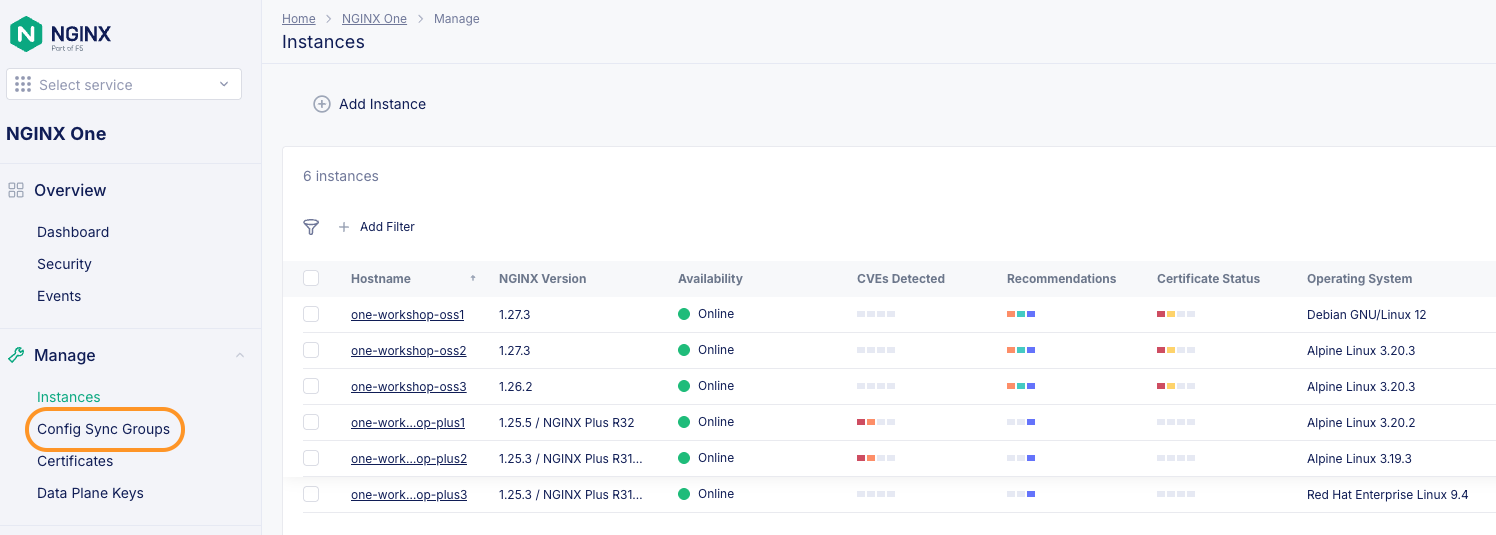 NGINX
Part of F5
Select service
NGINX One
Overview
Dashboard
Security
Events
Manage
Instances
Config Sync Groups
Certificates
Data Plane Keys
Home > NGINX One > Manage
Instances
Add Instance
6 instances
Add Filter
Hostname NGINX Version Availability CVEs Detected Recommendations Certificate Status Operating System
one-workshop-oss1 1.27.3 Online Debian GNU/Linux 12
one-workshop-oss2 1.27.3 Online Alpine Linux 3.20.3
one-workshop-oss3 1.26.2 Online Alpine Linux 3.20.3
one-work...op-plus1 1.25.5 / NGINX Plus R32 Online Alpine Linux 3.20.2
one-work...op-plus2 1.25.3 / NGINX Plus R31... Online Alpine Linux 3.19.3
one-work...op-plus3 1.25.3 / NGINX Plus R31... Online Red Hat Enterprise Linux 9.4